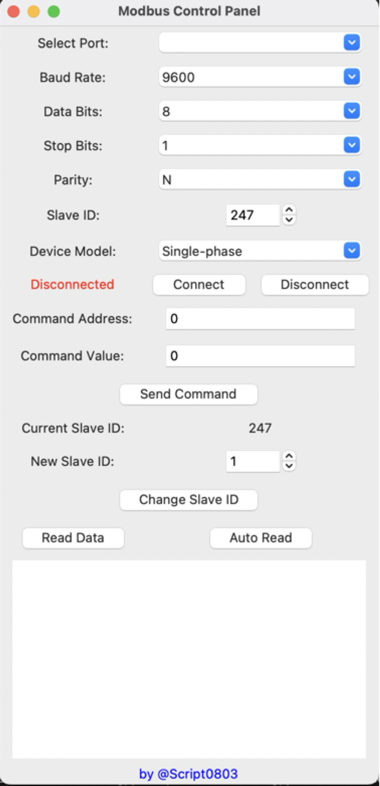 Modbus Control Panel
Select Port:
Baud Rate: 9600
Data Bits: 8
Stop Bits: 1
Parity: N
Slave ID: 247
Device Model: Single-phase
Disconnected Connect Disconnect
Command Address: 0
Command Value: 0
Send Command
Current Slave ID: 247
New Slave ID: 1
Change Slave ID
Read Data Auto Read
by @Script0803